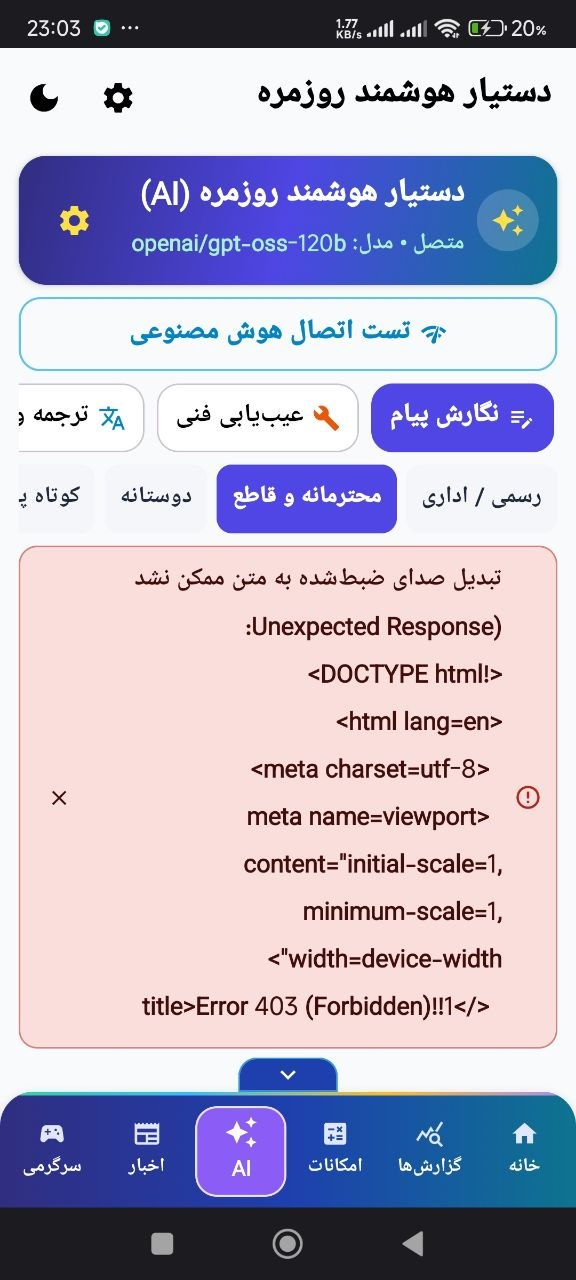 23:03
1.77 KB/s
20%
دستیار هوشمند روزمره
دستیار هوشمند روزمره (AI)
متصل • مدل: openai/gpt-oss-120b
تست اتصال هوش مصنوعی
نگارش پیام
عیب‌یابی فنی
ترجمه و
رسمی / اداری
محترمانه و قاطع
دوستانه
کوتاه
تبدیل صدای ضبط‌شده به متن ممکن نشد
(Unexpected Response:
<!DOCTYPE html>
<html lang=en>
<meta charset=utf-8>
<meta name=viewport
content="initial-scale=1,
minimum-scale=1,
width=device-width">
<title>Error 403 (Forbidden)!!1</
خانه
گزارش‌ها
امکانات
AI
اخبار
سرگرمی